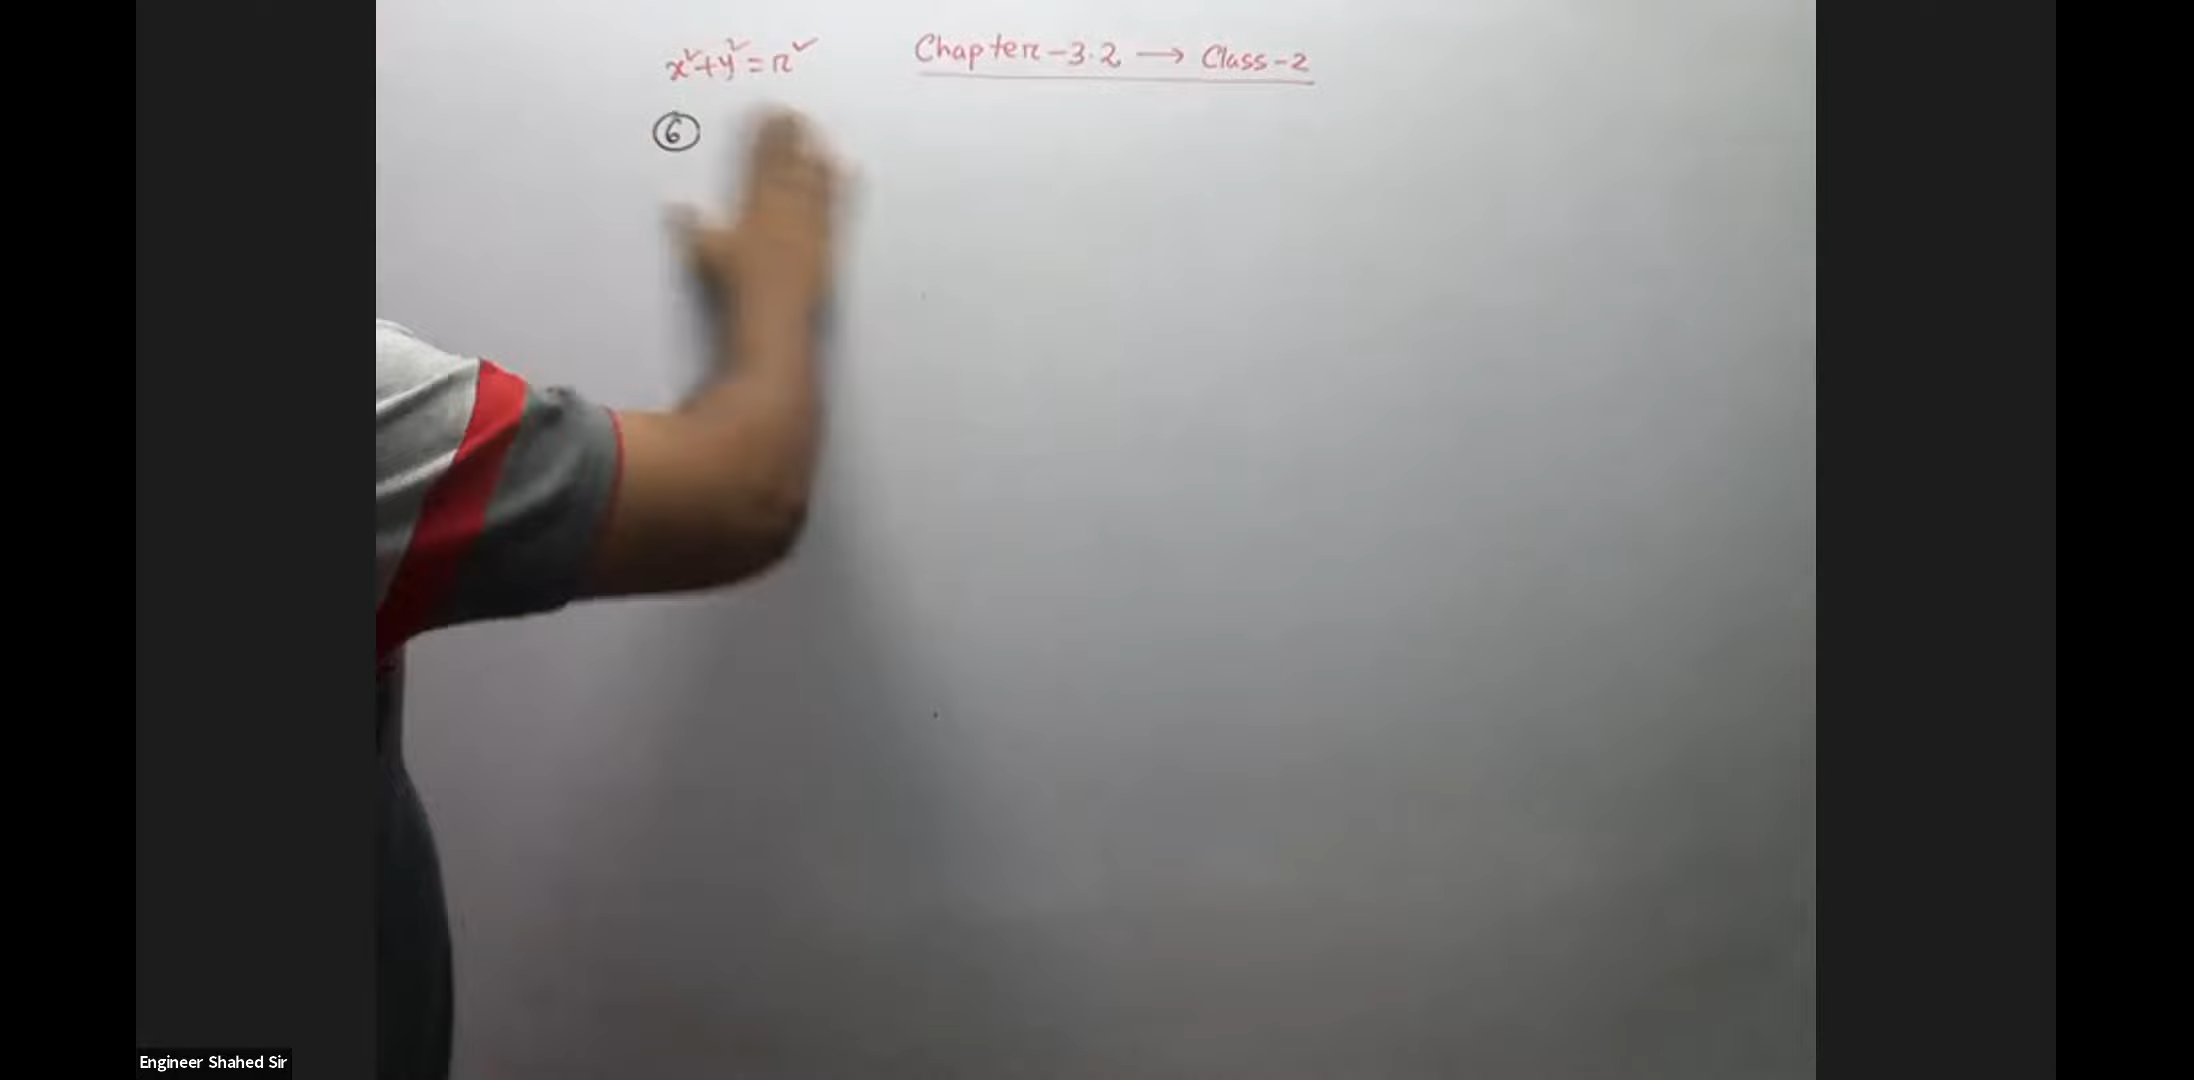 x²+y²=r² Chapter-3.2 → Class-2
⑥
Engineer Shahed Sir